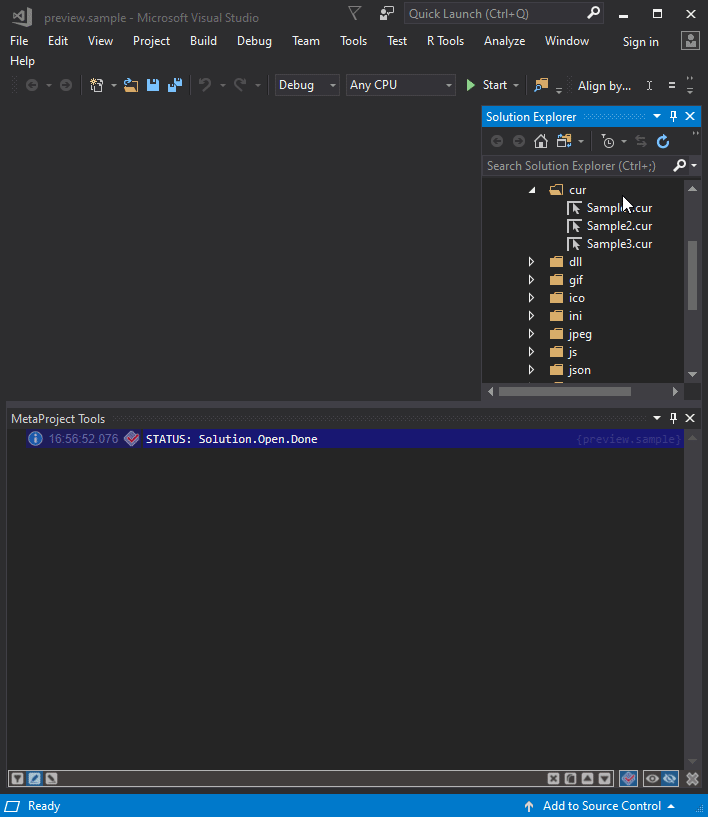 preview.sample - Microsoft Visual Studio
Quick Launch (Ctrl+Q)
File Edit View Project Build Debug Team Tools Test R Tools Analyze Window Sign in
Help
Debug Any CPU Start Align by...
Solution Explorer
Search Solution Explorer (Ctrl+;)
cur
Sample1.cur
Sample2.cur
Sample3.cur
dll
gif
ico
ini
jpeg
js
json
MetaProject Tools
16:56:52.076 STATUS: Solution.Open.Done {preview.sample}
Ready Add to Source Control